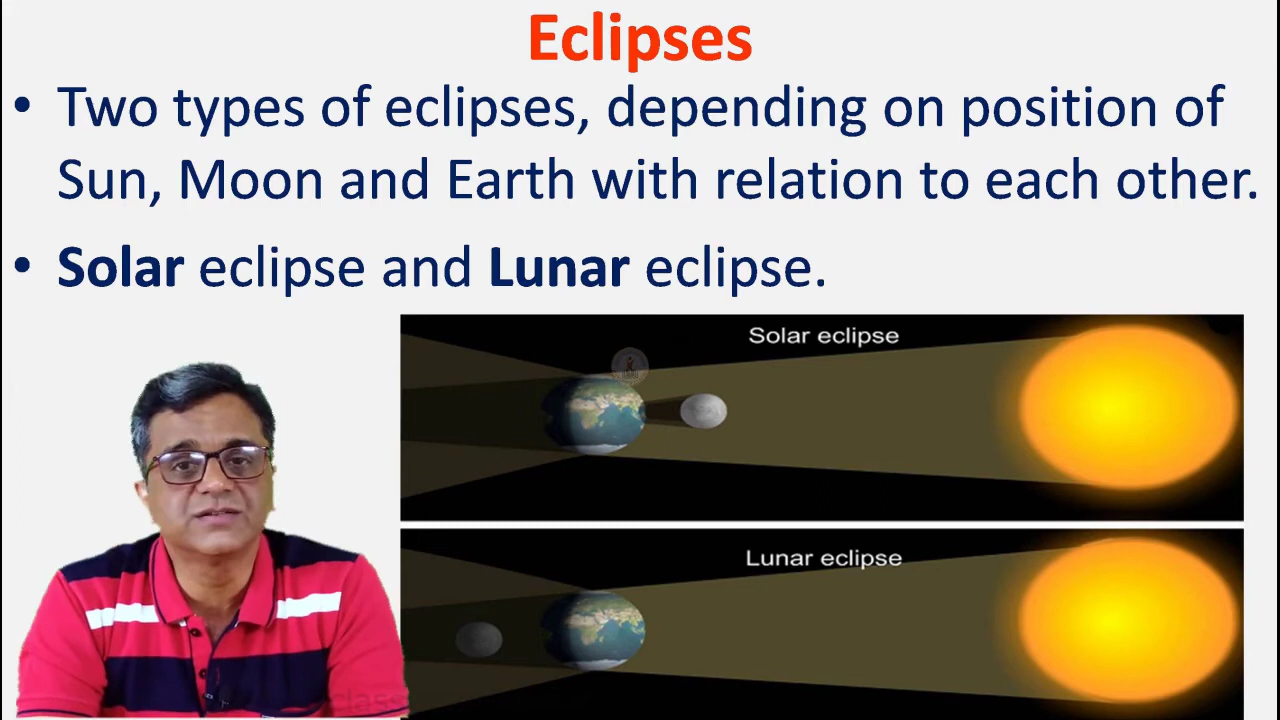 Eclipses
• Two types of eclipses, depending on position of
Sun, Moon and Earth with relation to each other.
• Solar eclipse and Lunar eclipse.
Solar eclipse
Lunar eclipse
class